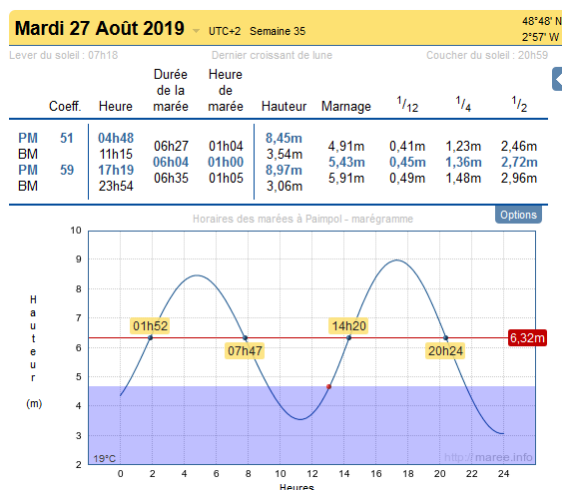 Mardi 27 Août 2019 UTC+2 Semaine 35
48°48' N
2°57' W
Lever du soleil : 07h18 Dernier croissant de lune Coucher du soleil : 20h59
Coeff. Heure Durée de la marée Heure de marée Hauteur Marnage 1/12 1/4 1/2
PM 51 04h48 8,45m
06h27 01h04 4,91m 0,41m 1,23m 2,46m
BM 11h15 3,54m
06h04 01h00 5,43m 0,45m 1,36m 2,72m
PM 59 17h19 8,97m
06h35 01h05 5,91m 0,49m 1,48m 2,96m
BM 23h54 3,06m
Options
Horaires des marées à Paimpol - marégramme
10
9
8
7
6
5
4
3
2
Hauteur
(m)
01h52
14h20
6,32m
07h47
20h24
19°C
http://maree.info
0 2 4 6 8 10 12 14 16 18 20 22 24
Heures